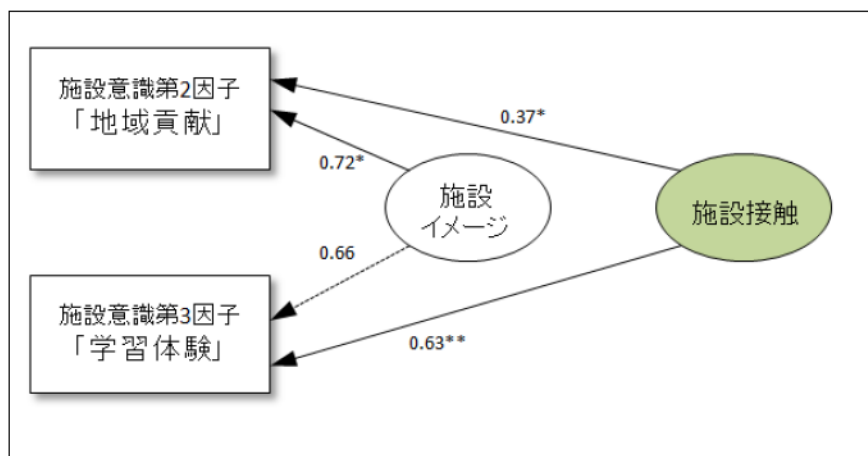 施設意識第2因子
「地域貢献」
0.37*
0.72*
施設
イメージ
施設接触
0.66
施設意識第3因子
「学習体験」
0.63**